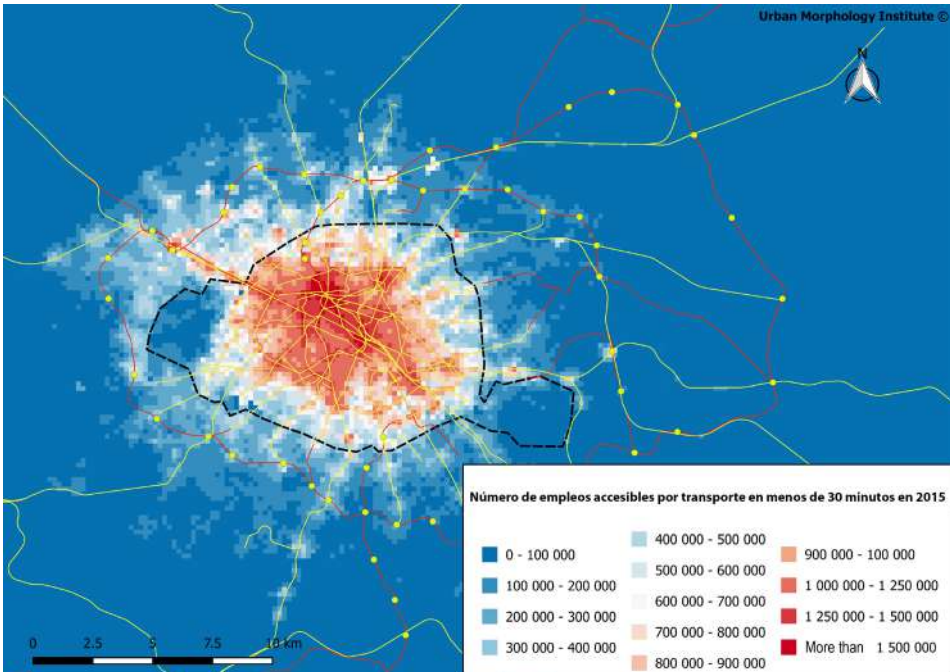 Urban Morphology Institute ©
N
Número de empleos accesibles por transporte en menos de 30 minutos en 2015
0 - 100 000
100 000 - 200 000
200 000 - 300 000
300 000 - 400 000
400 000 - 500 000
500 000 - 600 000
600 000 - 700 000
700 000 - 800 000
800 000 - 900 000
900 000 - 100 000
1 000 000 - 1 250 000
1 250 000 - 1 500 000
More than 1 500 000
0 2.5 5 7.5 10 km